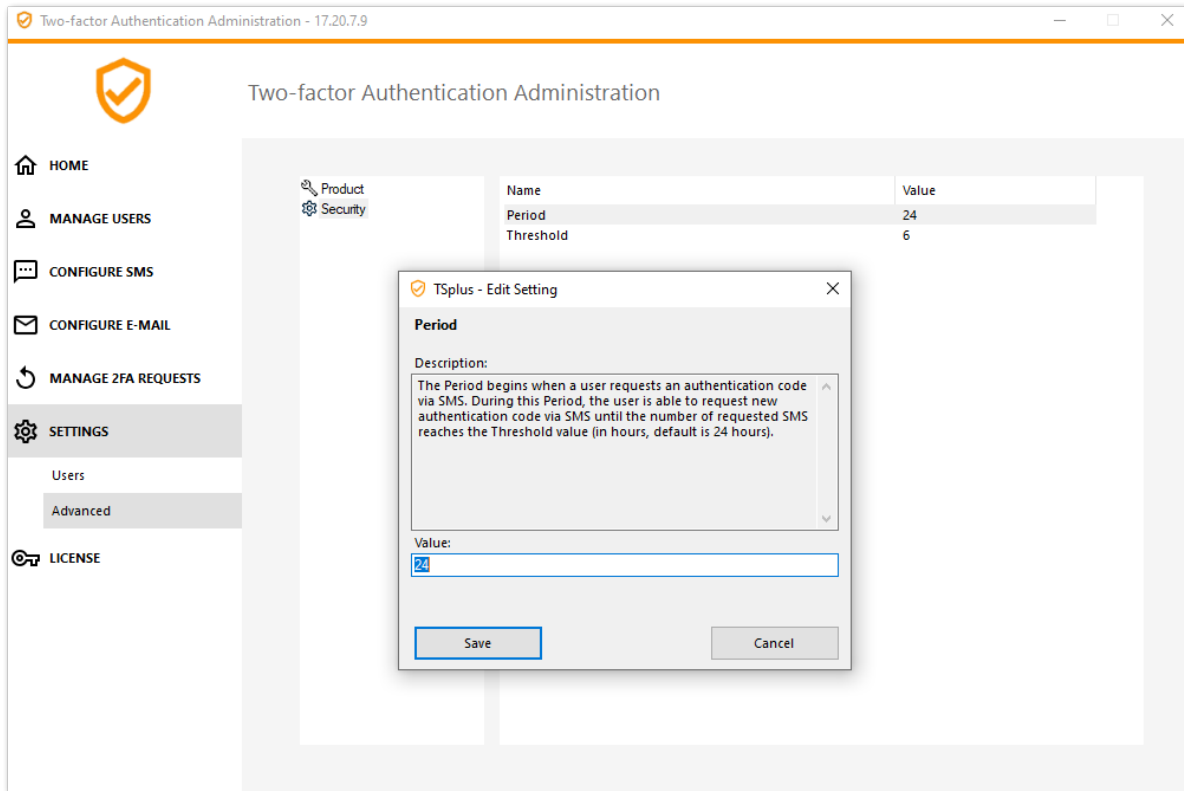 Two-factor Authentication Administration - 17.20.7.9
Two-factor Authentication Administration
HOME
MANAGE USERS
CONFIGURE SMS
CONFIGURE E-MAIL
MANAGE 2FA REQUESTS
SETTINGS
Users
Advanced
LICENSE
Product
Security
Name Value
Period 24
Threshold 6
TSplus - Edit Setting
Period
Description:
The Period begins when a user requests an authentication code
via SMS. During this Period, the user is able to request new
authentication code via SMS until the number of requested SMS
reaches the Threshold value (in hours, default is 24 hours).
Value:
24
Save Cancel